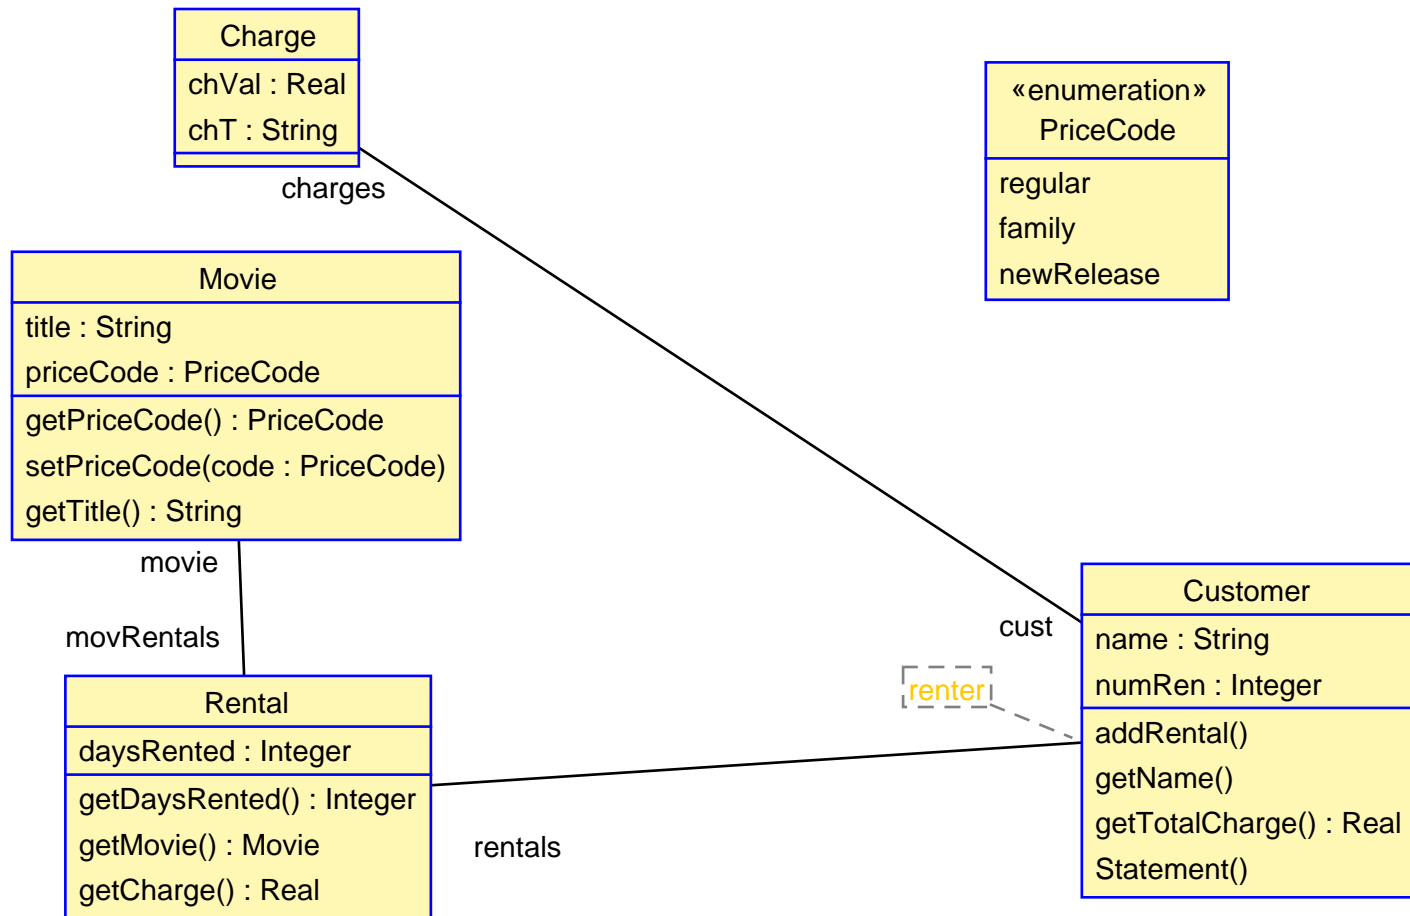 Charge
chVal : Real
chT : String
charges
«enumeration»
PriceCode
regular
family
newRelease
Movie
title : String
priceCode : PriceCode
getPriceCode() : PriceCode
setPriceCode(code : PriceCode)
getTitle() : String
movie
movRentals
Rental
daysRented : Integer
getDaysRented() : Integer
getMovie() : Movie
getCharge() : Real
rentals
renter
cust
Customer
name : String
numRen : Integer
addRental()
getName()
getTotalCharge() : Real
Statement()